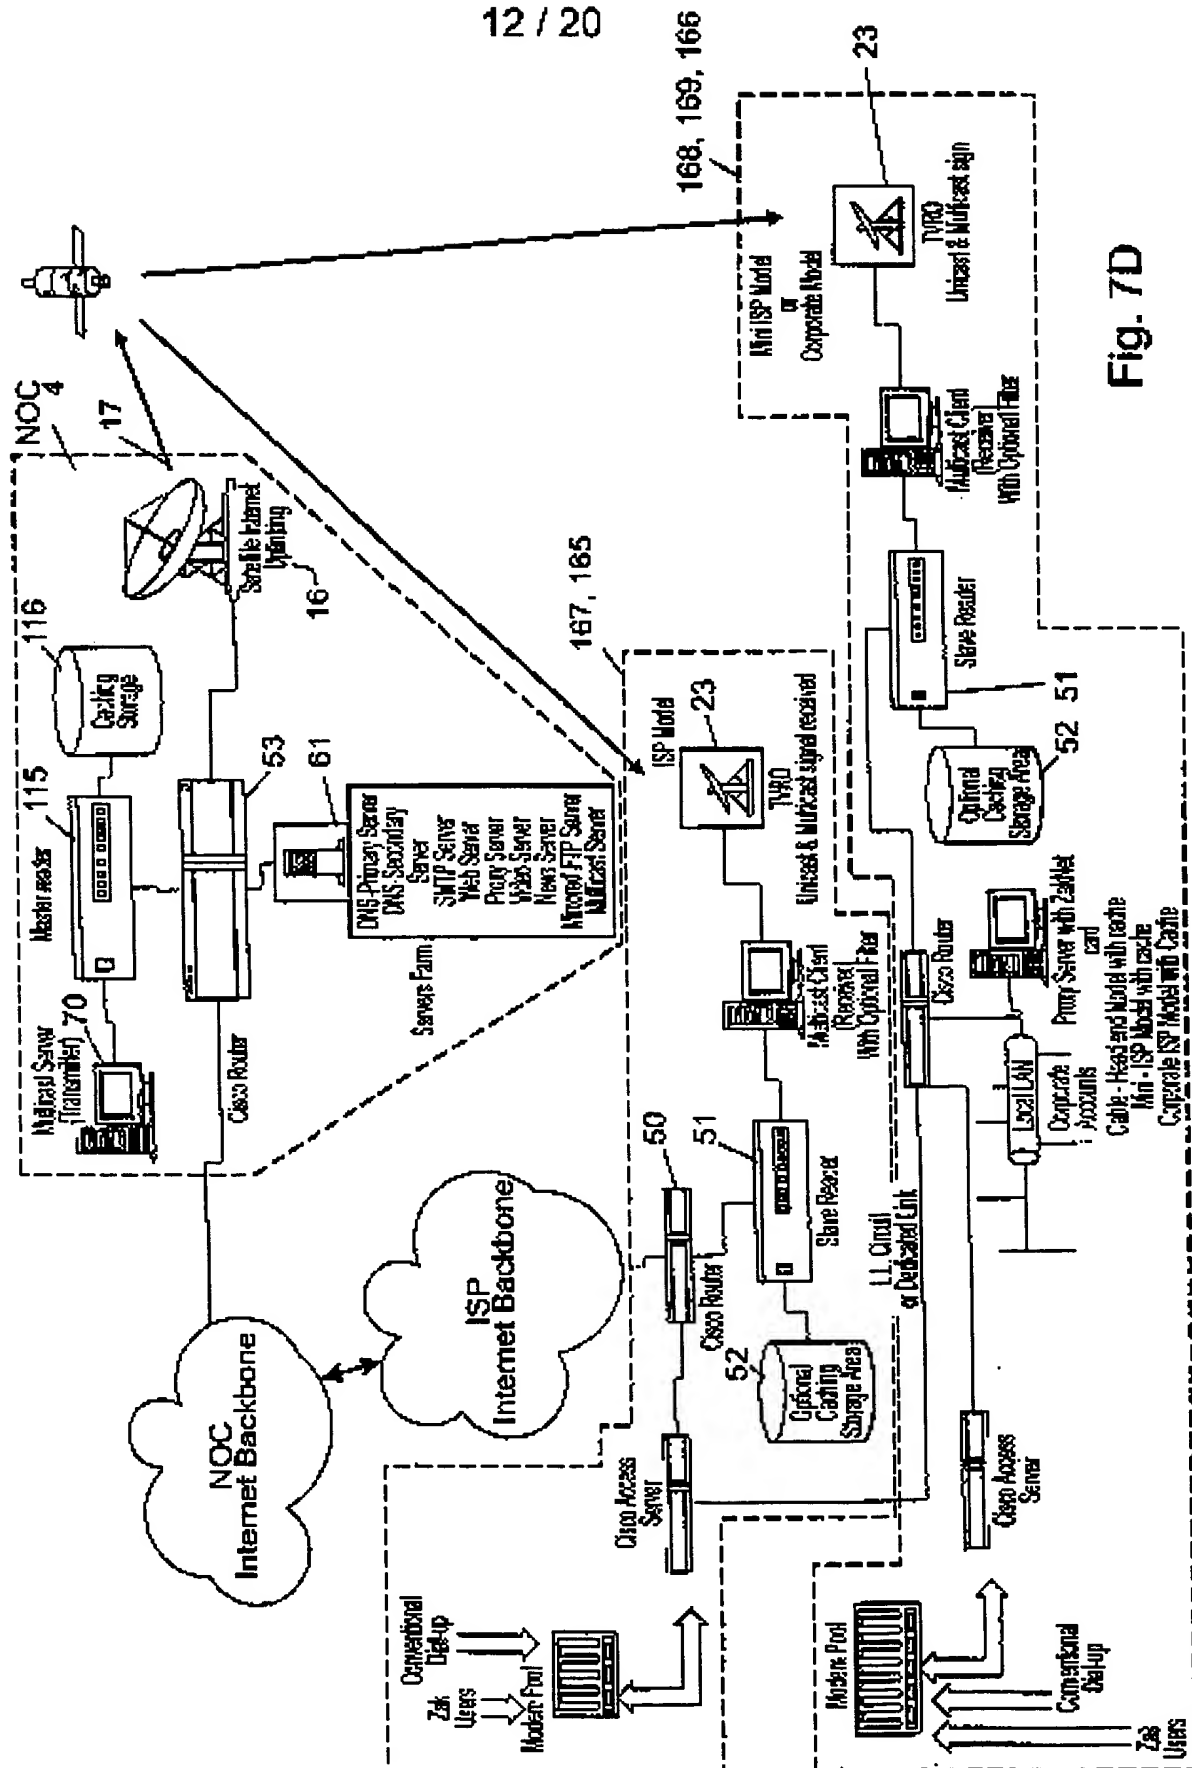 12 / 20
NOC
4
17
116
Caching
Storage
115
Master reader
Multicast Server
(Transmitter)
70
Cisco Router
53
61
Satellite Internet
Uplinking
16
DNS-Primary Server
DNS-Secondary
Server
SMTP Server
Web Server
Proxy Server
Video Server
News Server
Mirrored FTP Server
Multicast Server
Servers Farm
NOC
Internet Backbone
ISP
Internet Backbone
167, 165
ISP Model
23
TVRO
Unicast & Multicast signal received
Multicast Client
(Receiver)
With Optional Filter
50
51
Cisco Router
Slave Reader
52
Optional
Caching
Storage Area
Cisco Access
Server
Conventional
Dial-up
Zak
Users
Modem Pool
168, 169, 166
23
Mini ISP Model
or
Corporate Model
TVRO
Unicast & Multicast sign
Multicast Client
(Receiver)
With Optional Filter
Slave Reader
51
52
Optional
Caching
Storage Area
Cisco Router
Proxy Server with ZakNet
card
Local LAN
Corporate
Accounts
Cable - Head end Model with cache
Mini - ISP Model with cache
Corporate ISP Model with Cache
Circuit
or Dedicated Link
Cisco Access
Server
Modem Pool
Conventional
Dial-up
Zak
Users
Fig. 7D